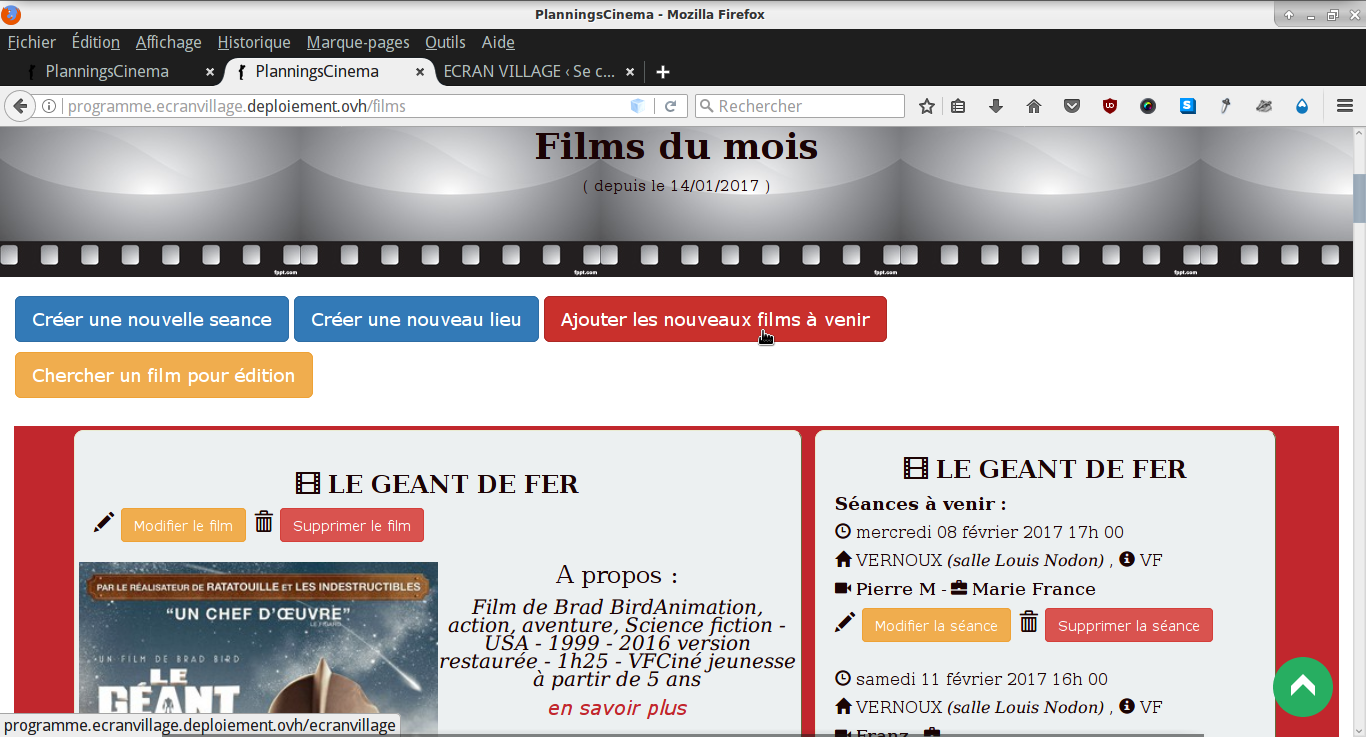 PlanningsCinema - Mozilla Firefox
Fichier Édition Affichage Historique Marque-pages Outils Aide
PlanningsCinema × PlanningsCinema × ECRAN VILLAGE ‹ Se c... × +
programme.ecranvillage.deploiement.ovh/films
Rechercher
Films du mois
( depuis le 14/01/2017 )
fppt.com fppt.com fppt.com fppt.com
Créer une nouvelle seance
Créer une nouveau lieu
Ajouter les nouveaux films à venir
Chercher un film pour édition
LE GEANT DE FER
Modifier le film
Supprimer le film
PAR LE RÉALISATEUR DE RATATOUILLE ET LES INDESTRUCTIBLES
"UN CHEF D'ŒUVRE"
LE FIGARO
UN FILM DE BRAD BIRD
LE
GÉANT
A propos :
Film de Brad BirdAnimation,
action, aventure, Science fiction -
USA - 1999 - 2016 version
restaurée - 1h25 - VFCiné jeunesse
à partir de 5 ans
en savoir plus
LE GEANT DE FER
Séances à venir :
mercredi 08 février 2017 17h 00
VERNOUX (salle Louis Nodon) , VF
Pierre M - Marie France
Modifier la séance
Supprimer la séance
samedi 11 février 2017 16h 00
VERNOUX (salle Louis Nodon) , VF
Franz -
programme.ecranvillage.deploiement.ovh/ecranvillage